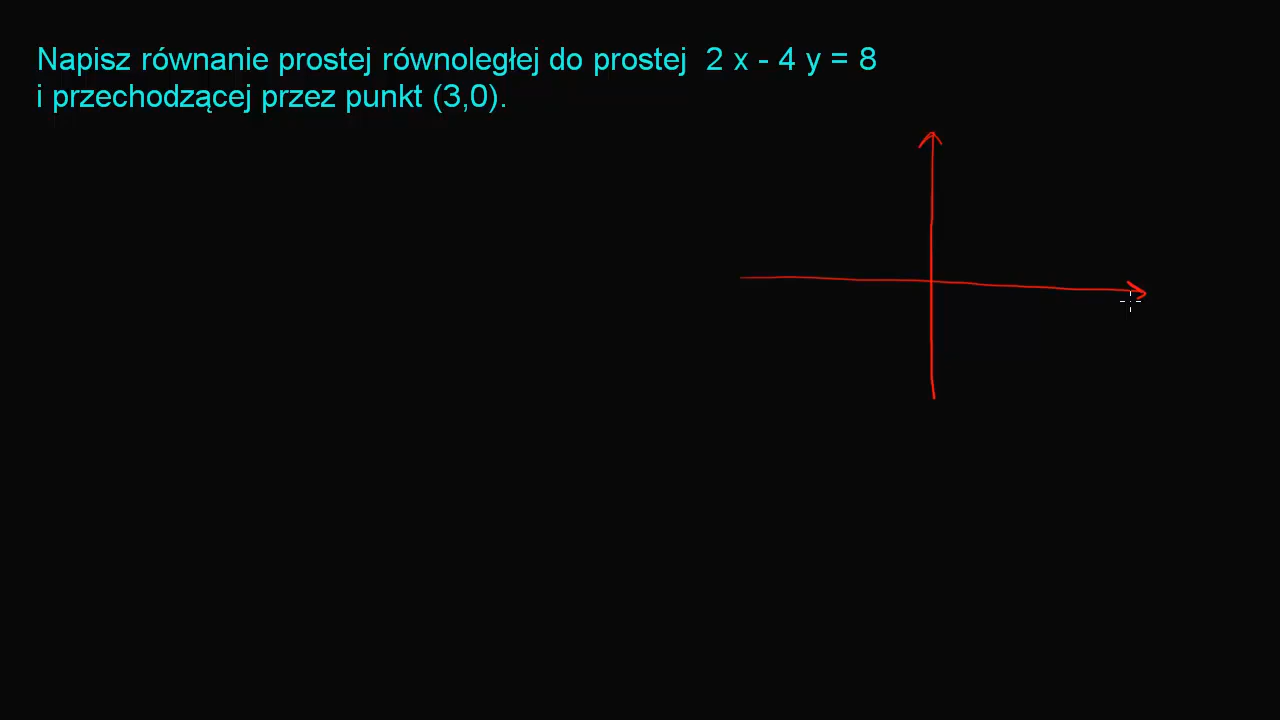 Napisz równanie prostej równoległej do prostej 2 x - 4 y = 8
i przechodzącej przez punkt (3,0).